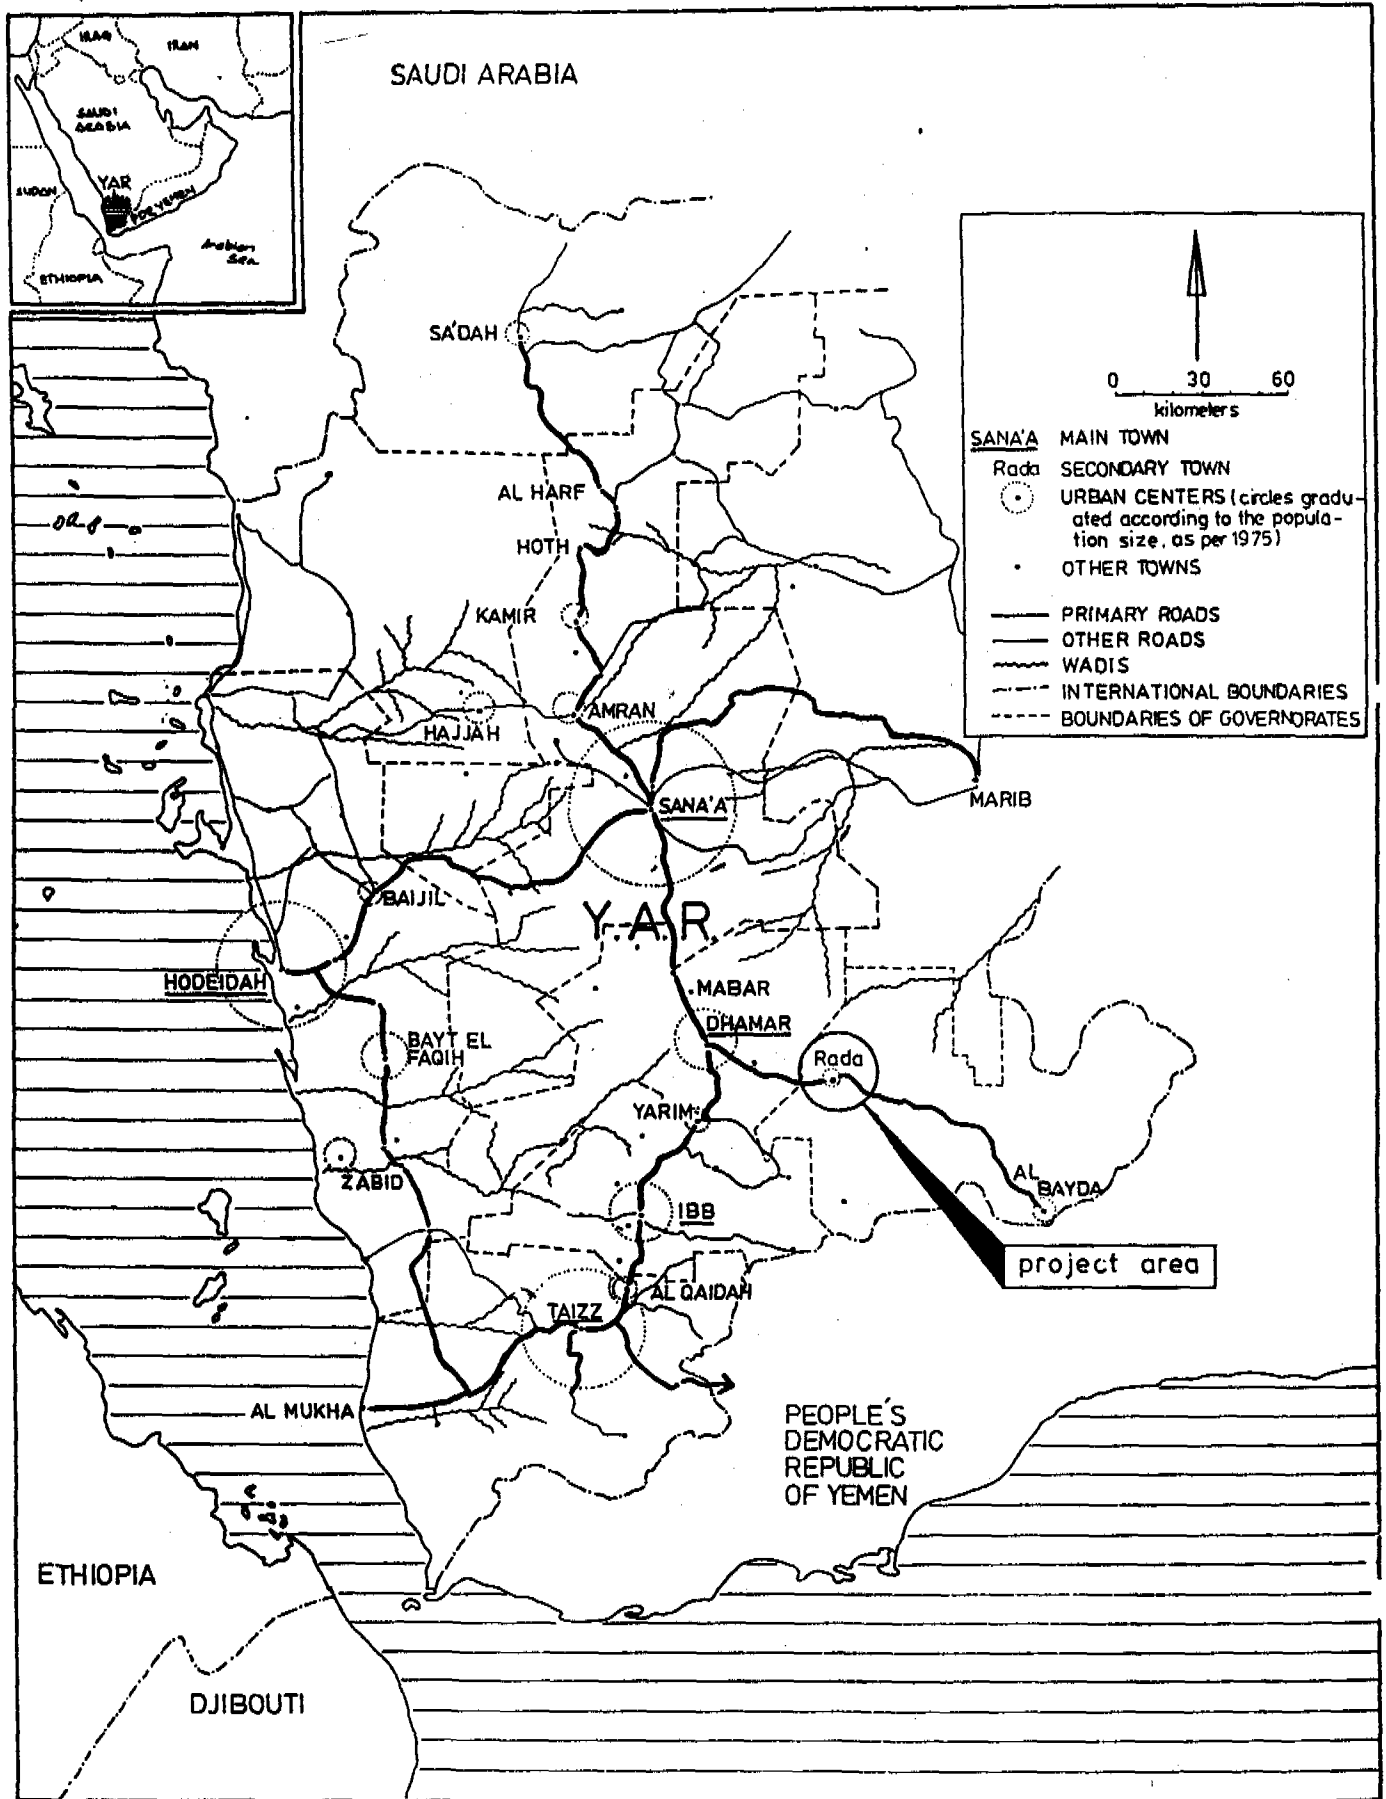 IRAQ
IRAN
SAUDI
ARABIA
SUDAN
YAR
PDR YEMEN
Arabian
Sea
ETHIOPIA
SAUDI ARABIA
0 30 60
kilometers
SANA'A MAIN TOWN
Rada SECONDARY TOWN
URBAN CENTERS (circles gradu-
ated according to the popula-
tion size, as per 1975)
OTHER TOWNS
PRIMARY ROADS
OTHER ROADS
WADIS
INTERNATIONAL BOUNDARIES
BOUNDARIES OF GOVERNORATES
SA'DAH
AL HARF
HOTH
KAMIR
AMRAN
HAJJAH
SANA'A
MARIB
BAIJIL
Y.A.R.
HODEIDAH
MABAR
DHAMAR
BAYT EL
FAQIH
Rada
YARIM
ZABID
AL
BAYDA
IBB
project area
AL QAIDAH
TAIZZ
AL MUKHA
PEOPLE'S
DEMOCRATIC
REPUBLIC
OF YEMEN
ETHIOPIA
DJIBOUTI